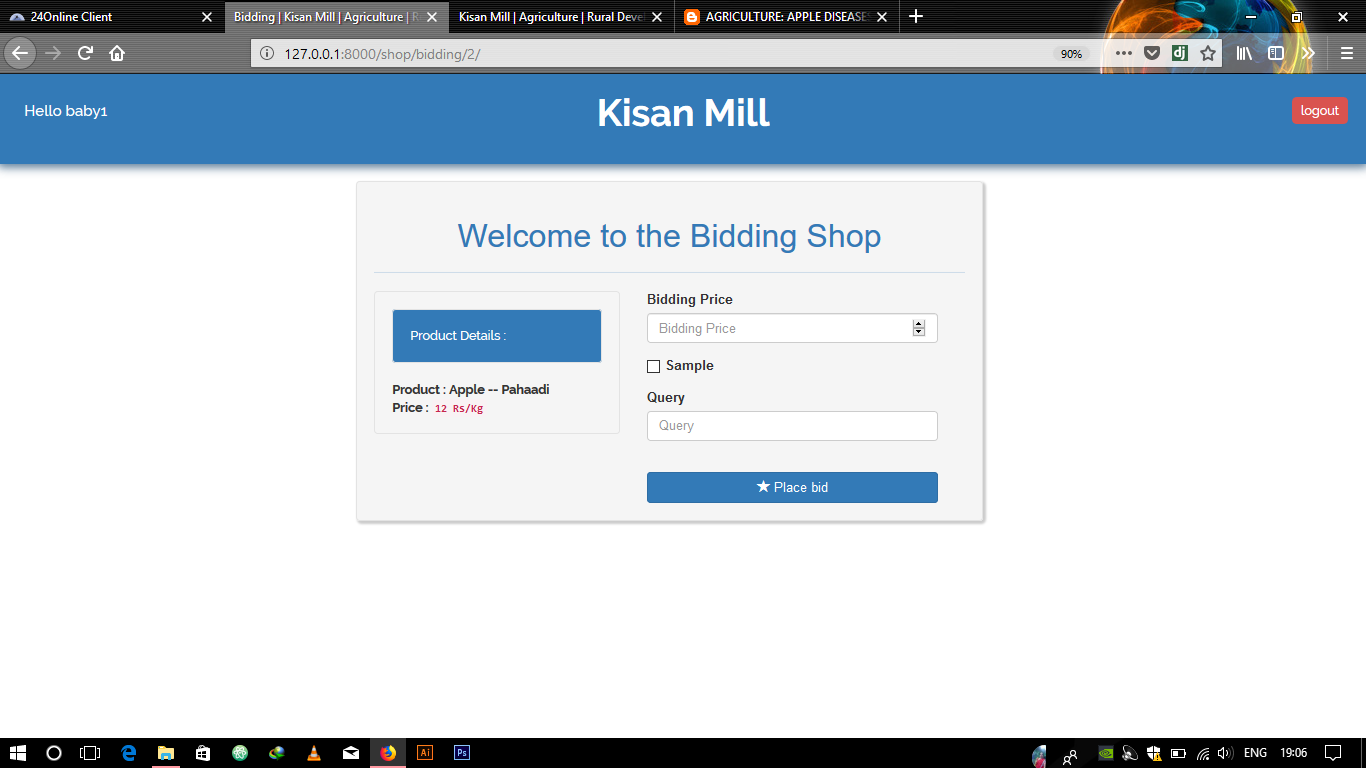 24Online Client
Bidding | Kisan Mill | Agriculture | R
Kisan Mill | Agriculture | Rural Deve
AGRICULTURE: APPLE DISEASE
127.0.0.1:8000/shop/bidding/2/
90%
dj
Hello baby1
Kisan Mill
logout
Welcome to the Bidding Shop
Product Details :
Product : Apple -- Pahaadi
Price : 12 Rs/Kg
Bidding Price
Bidding Price
Sample
Query
Query
★ Place bid
Ai
Ps
ENG
19:06